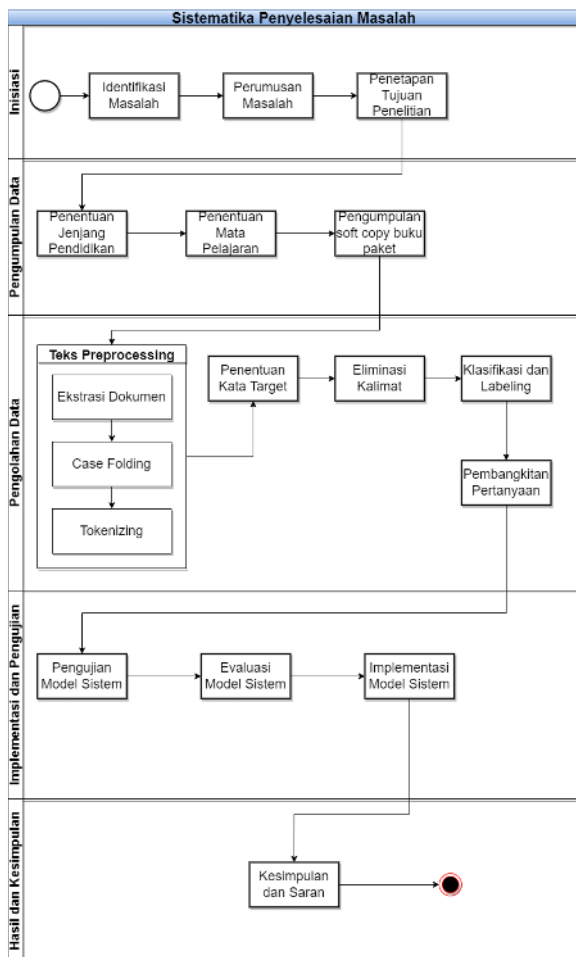 Sistematika Penyelesaian Masalah
Inisiasi
Identifikasi
Masalah
Perumusan
Masalah
Penetapan
Tujuan
Penelitian
Pengumpulan Data
Penentuan
Jenjang
Pendidikan
Penentuan
Mata
Pelajaran
Pengumpulan
soft copy buku
paket
Pengolahan Data
Teks Preprocessing
Ekstrasi Dokumen
Case Folding
Tokenizing
Penentuan
Kata Target
Eliminasi
Kalimat
Klasifikasi dan
Labeling
Pembangkitan
Pertanyaan
Implementasi dan Pengujian
Pengujian
Model Sistem
Evaluasi
Model Sistem
Implementasi
Model Sistem
Hasil dan Kesimpulan
Kesimpulan
dan Saran